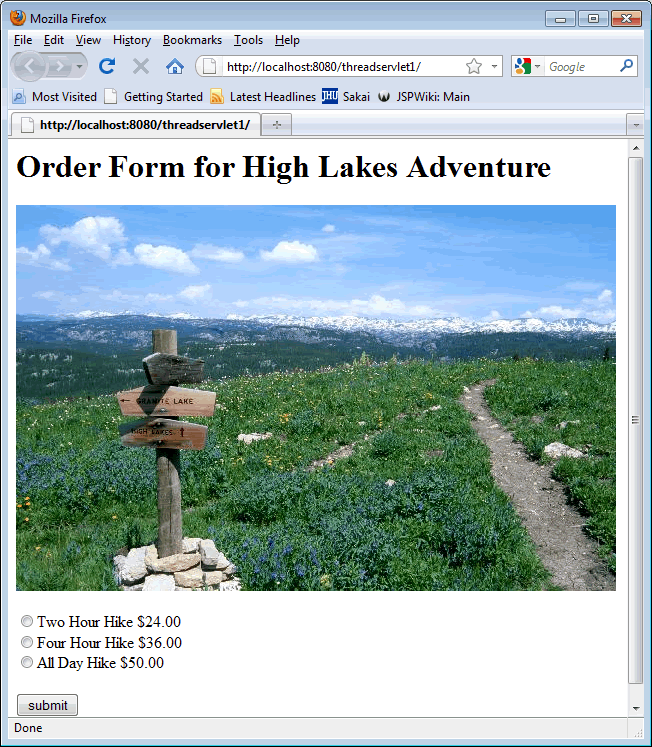 Mozilla Firefox
File Edit View History Bookmarks Tools Help
http://localhost:8080/threadservlet1/
Google
Most Visited Getting Started Latest Headlines JHU Sakai JSPWiki: Main
http://localhost:8080/threadservlet1/
Order Form for High Lakes Adventure
GRANITE LAKE
HIGH LAKES
Two Hour Hike $24.00
Four Hour Hike $36.00
All Day Hike $50.00
submit
Done